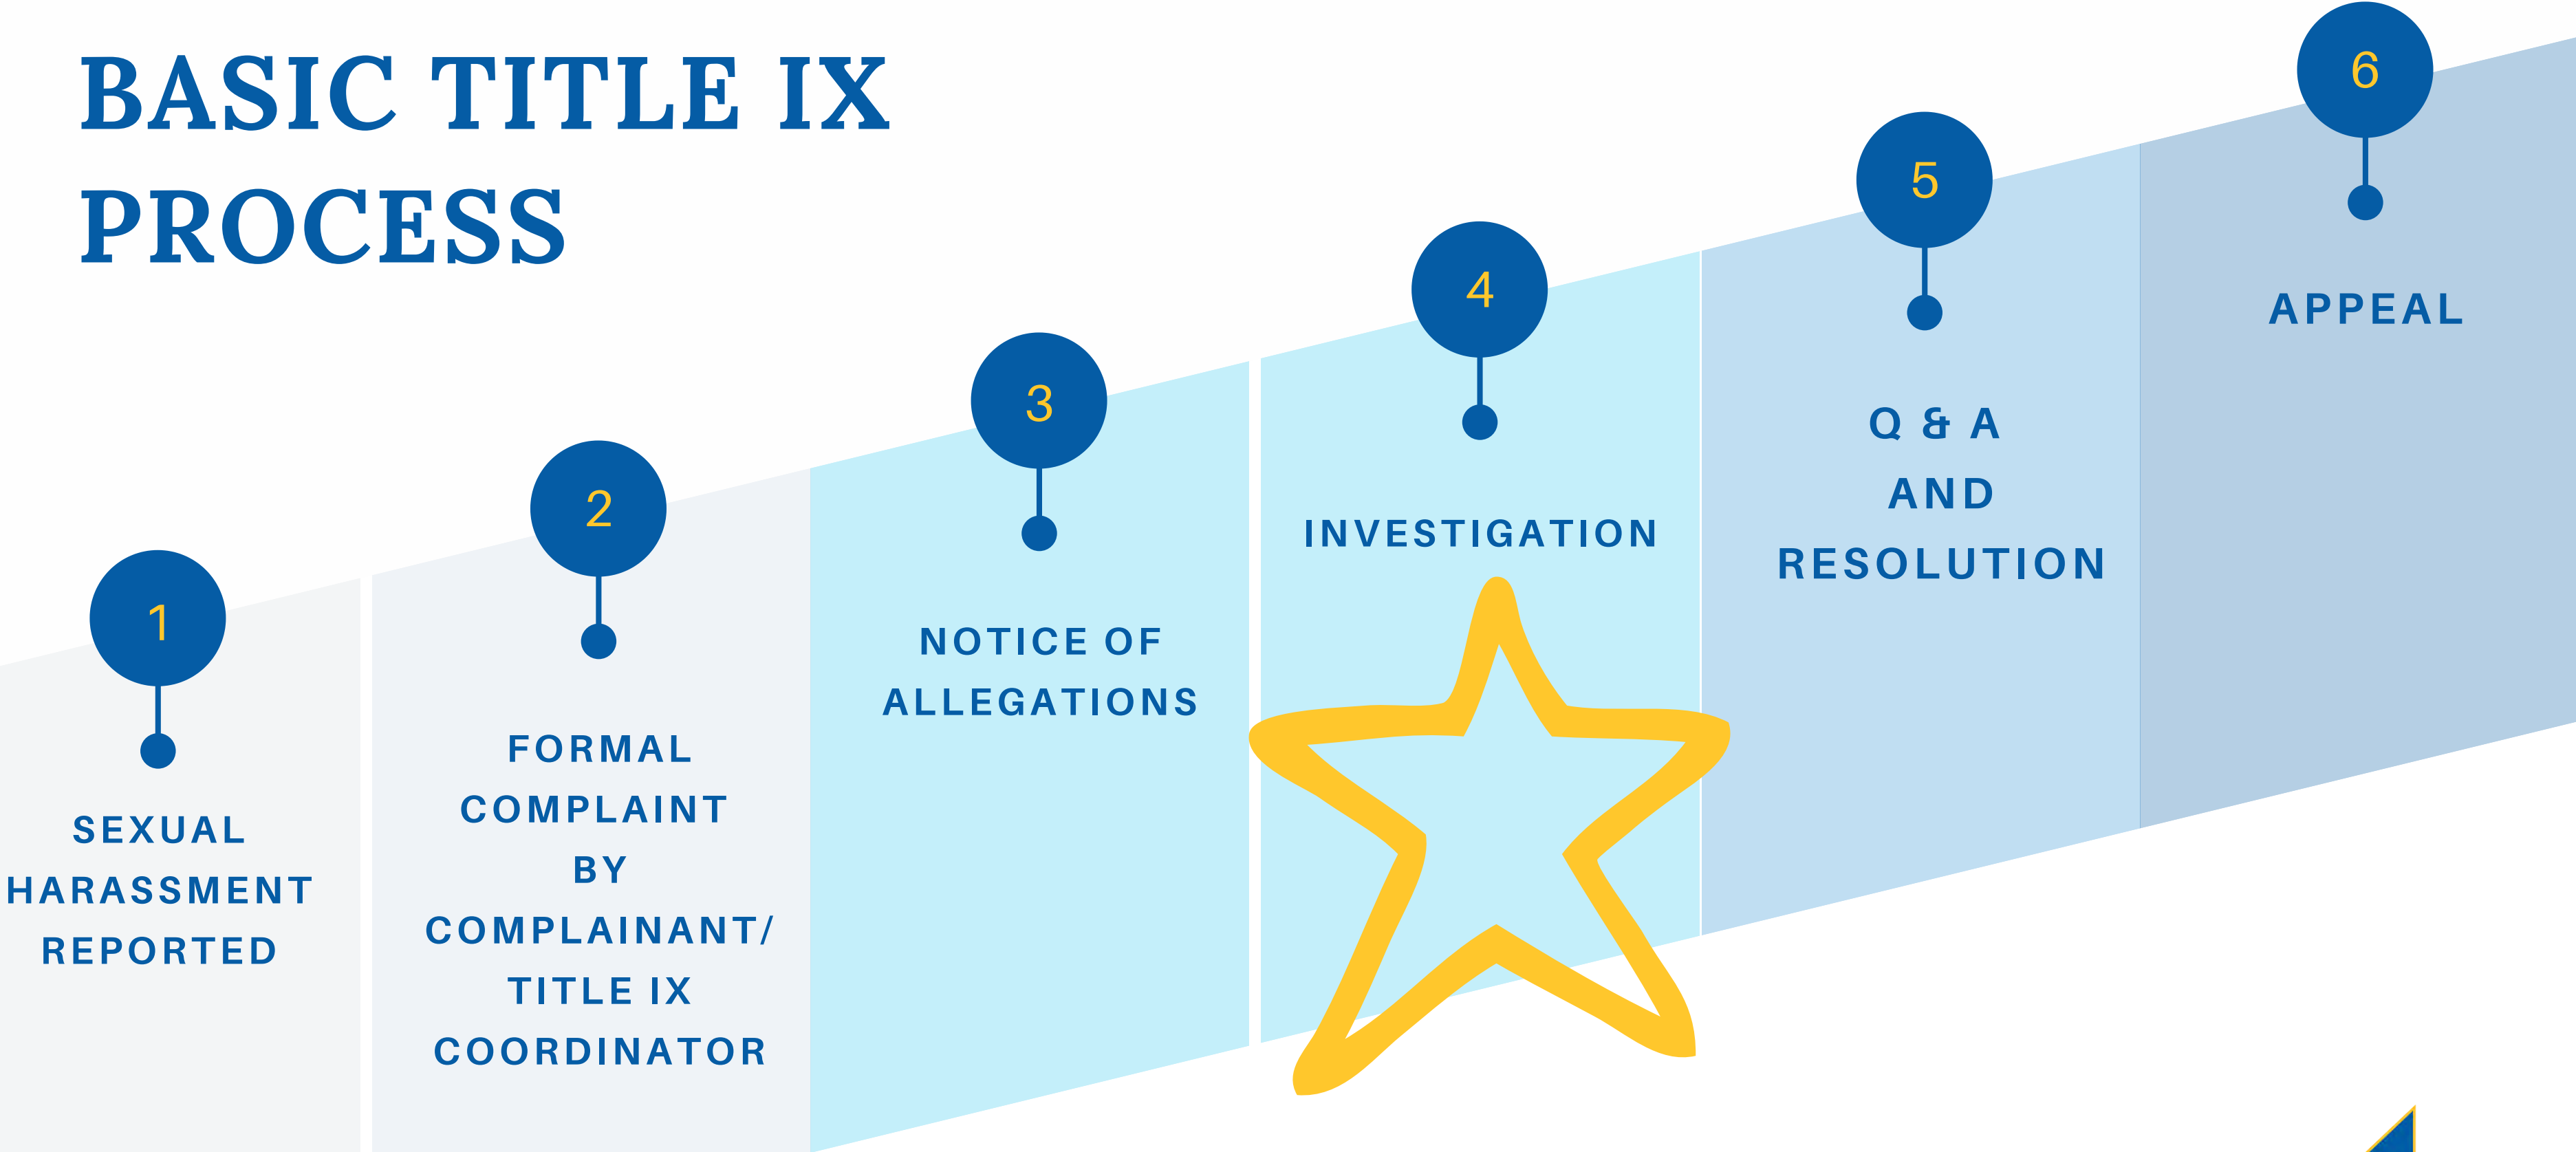 BASIC TITLE IX
PROCESS
1
SEXUAL
HARASSMENT
REPORTED
2
FORMAL
COMPLAINT
BY
COMPLAINANT/
TITLE IX
COORDINATOR
3
NOTICE OF
ALLEGATIONS
4
INVESTIGATION
5
Q & A
AND
RESOLUTION
6
APPEAL